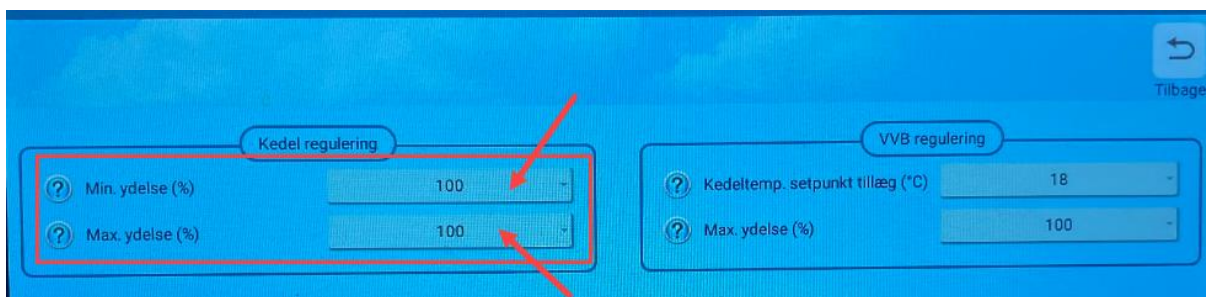 Tilbage
Kedel regulering
? Min. ydelse (%) 100
? Max. ydelse (%) 100
VVB regulering
? Kedeltemp. setpunkt tillæg (°C) 18
? Max. ydelse (%) 100